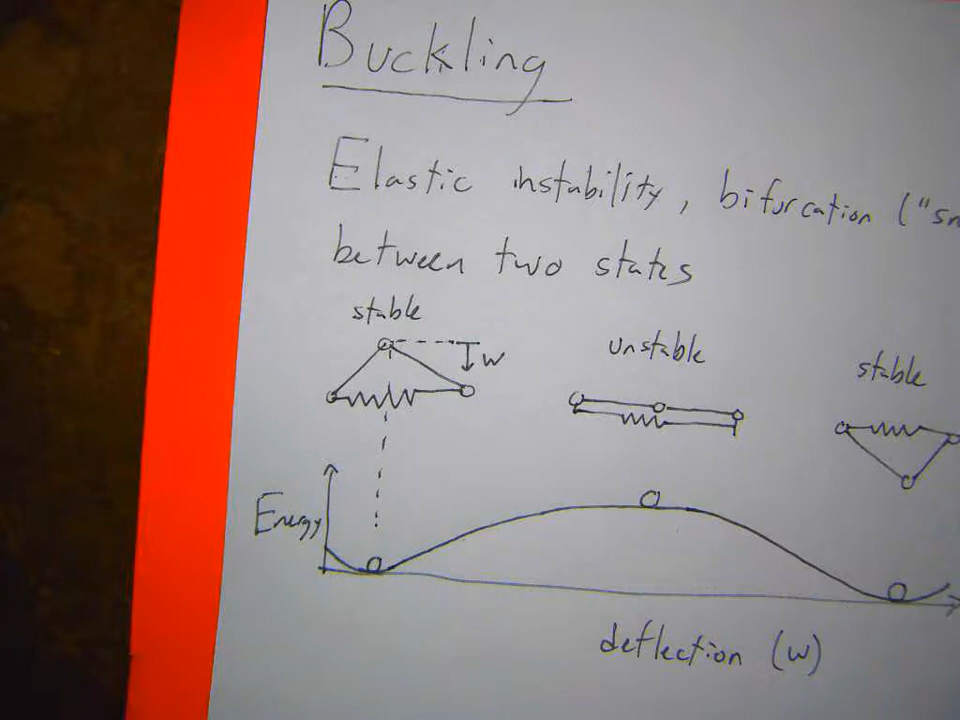 Buckling
Elastic instability, bifurcation ("sn
between two states
stable
w
unstable
stable
Energy
deflection (w)